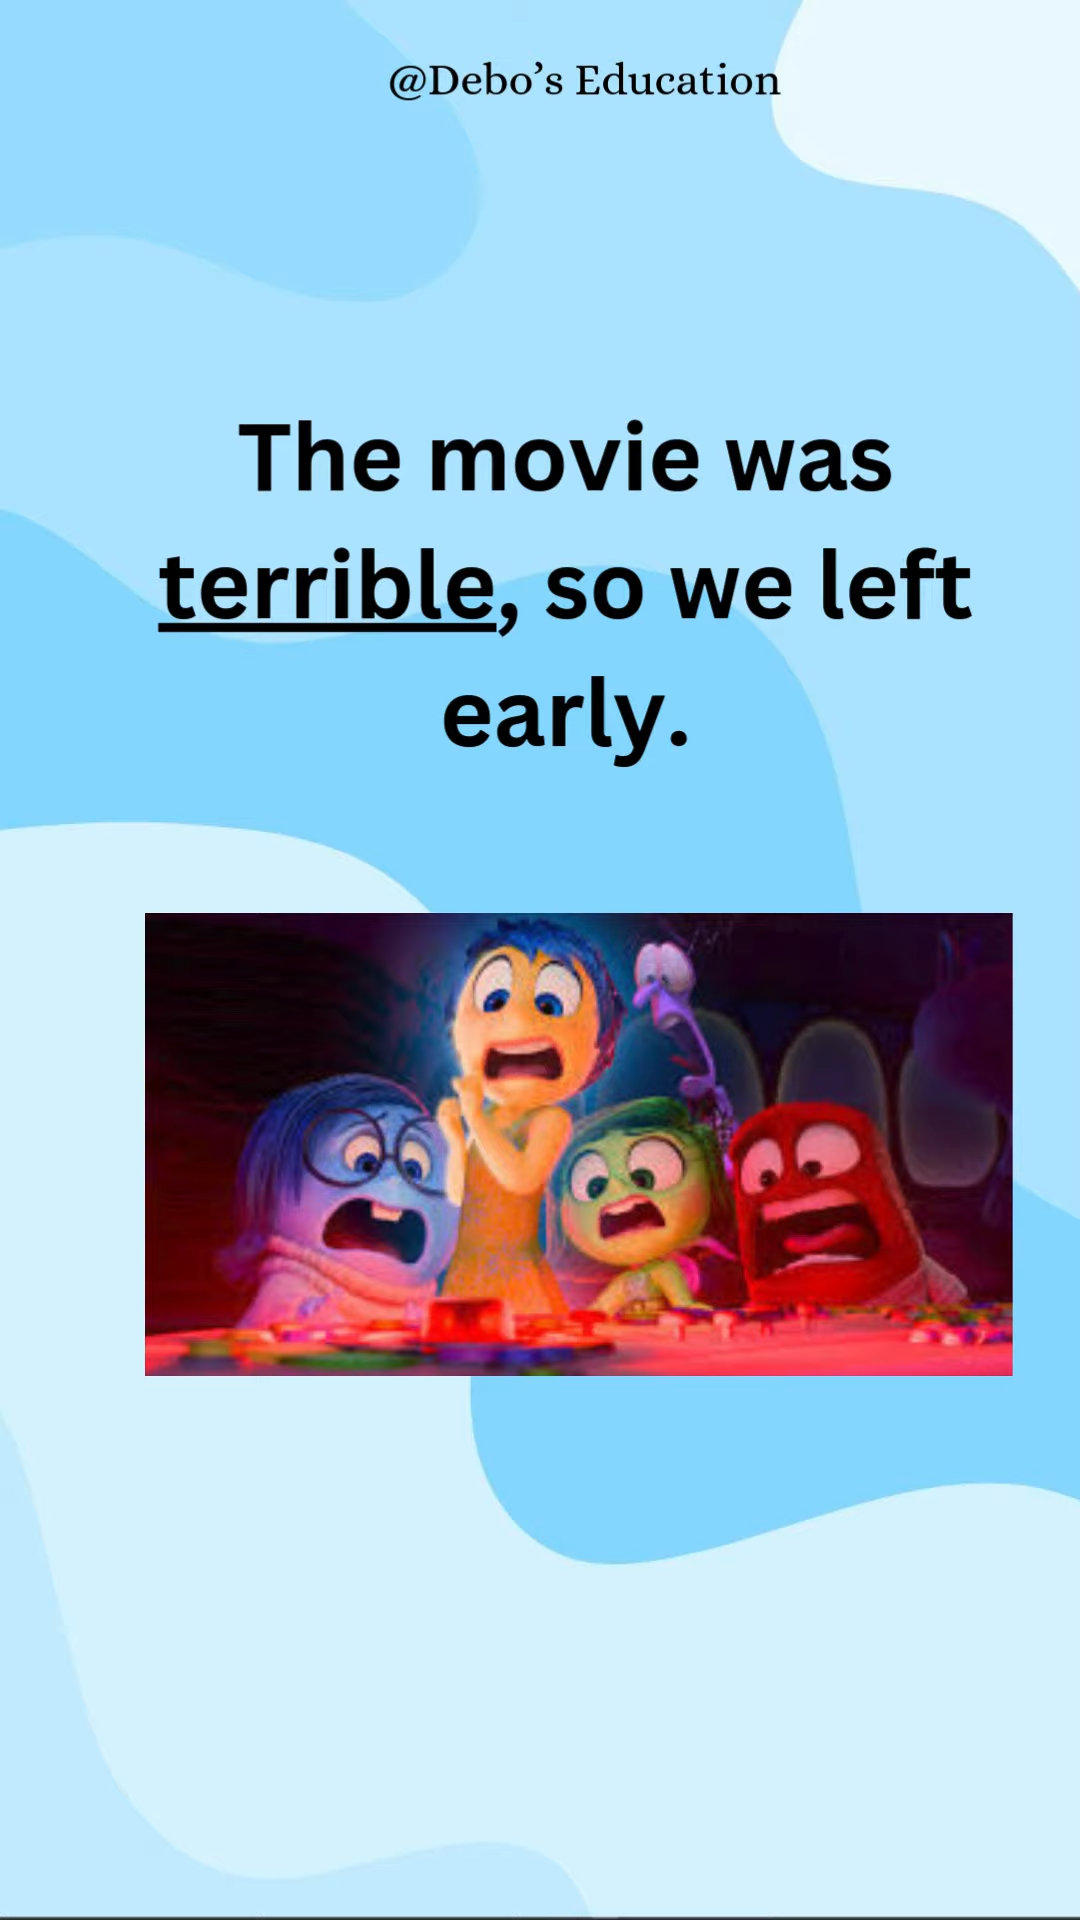 @Debo’s Education
The movie was
terrible, so we left
early.